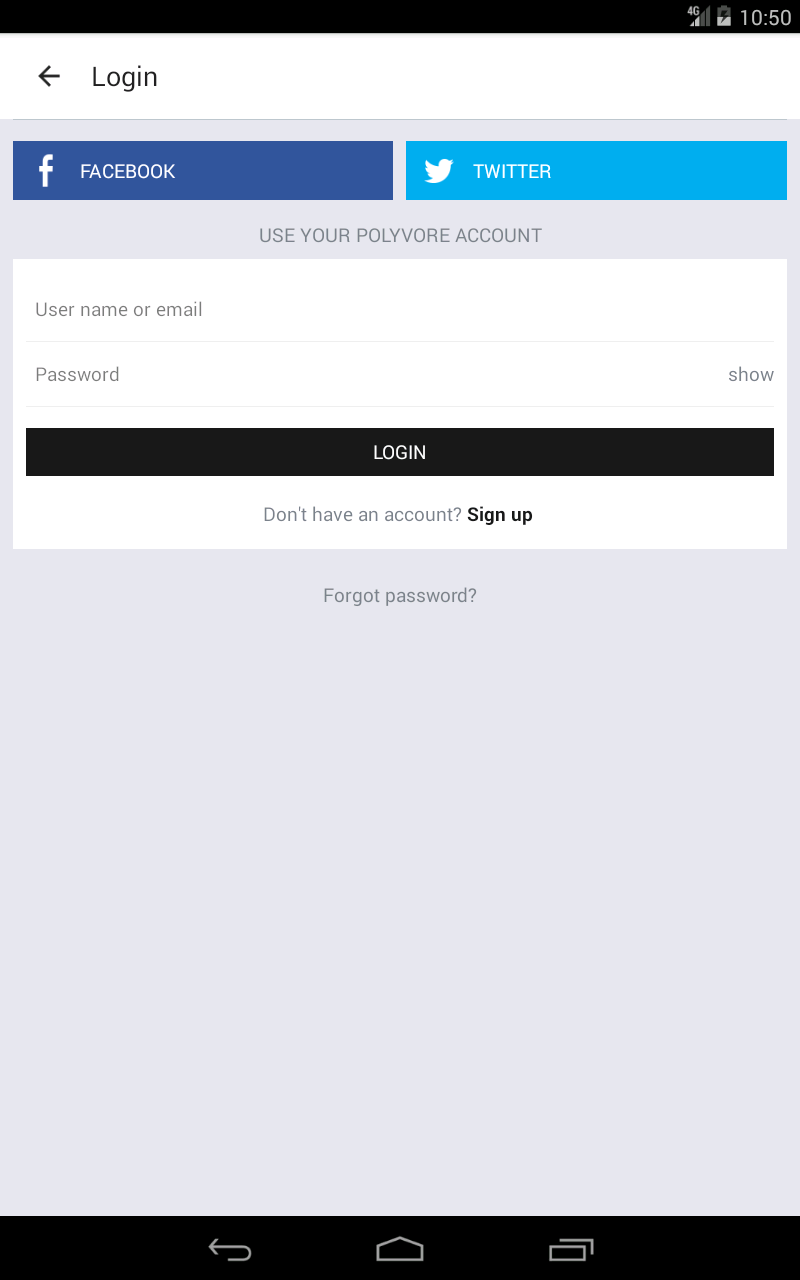 4G 10:50
Login
FACEBOOK TWITTER
USE YOUR POLYVORE ACCOUNT
User name or email
Password show
LOGIN
Don't have an account? Sign up
Forgot password?